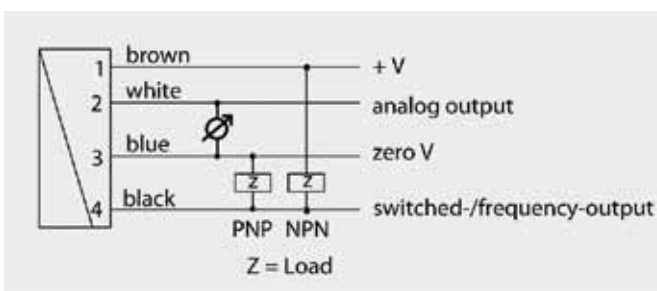 brown
1 + V
white
2 analog output
blue
3 zero V
Z Z
black
4 switched-/frequency-output
PNP NPN
Z = Load